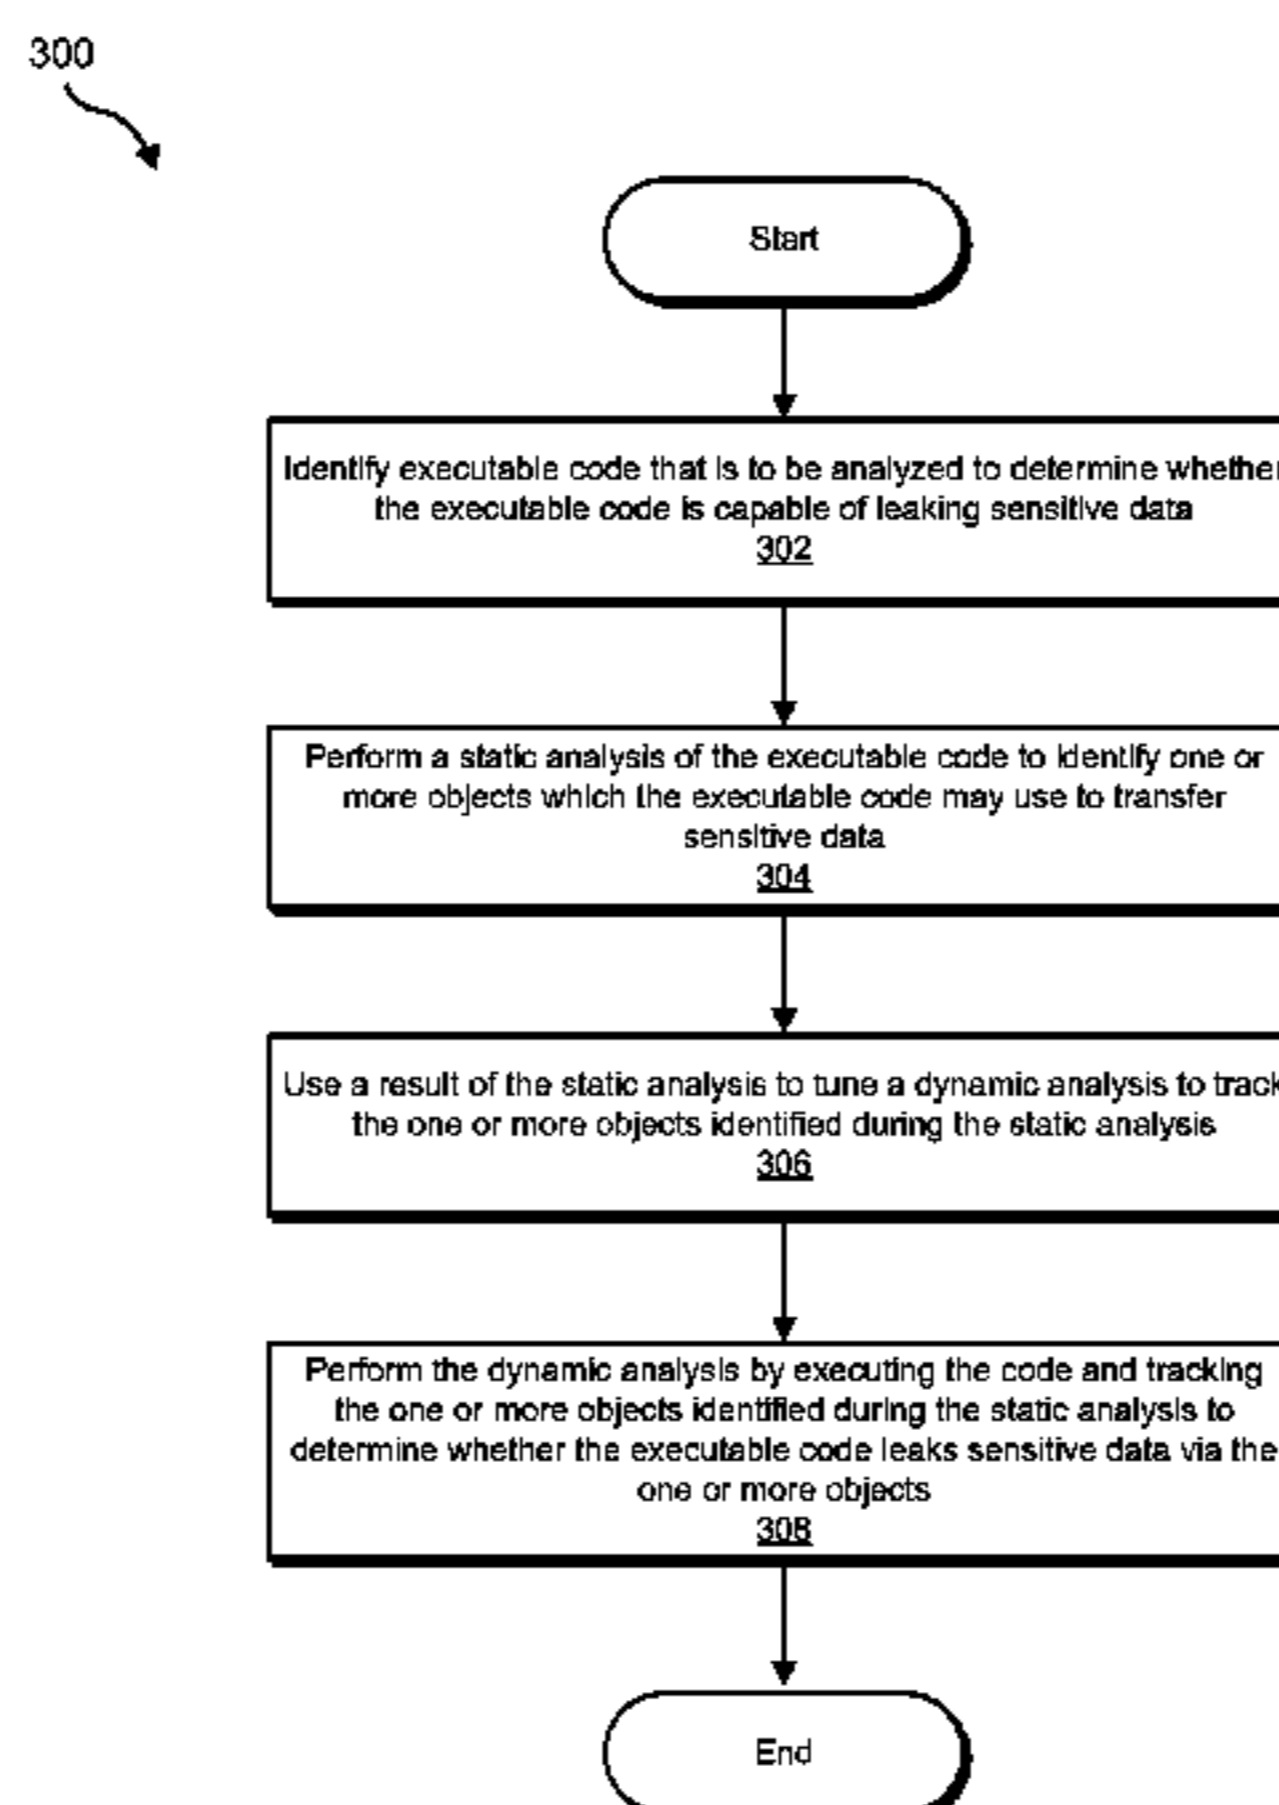 300
Start
Identify executable code that is to be analyzed to determine whether
the executable code is capable of leaking sensitive data
302
Perform a static analysis of the executable code to identify one or
more objects which the executable code may use to transfer
sensitive data
304
Use a result of the static analysis to tune a dynamic analysis to track
the one or more objects identified during the static analysis
306
Perform the dynamic analysis by executing the code and tracking
the one or more objects identified during the static analysis to
determine whether the executable code leaks sensitive data via the
one or more objects
308
End